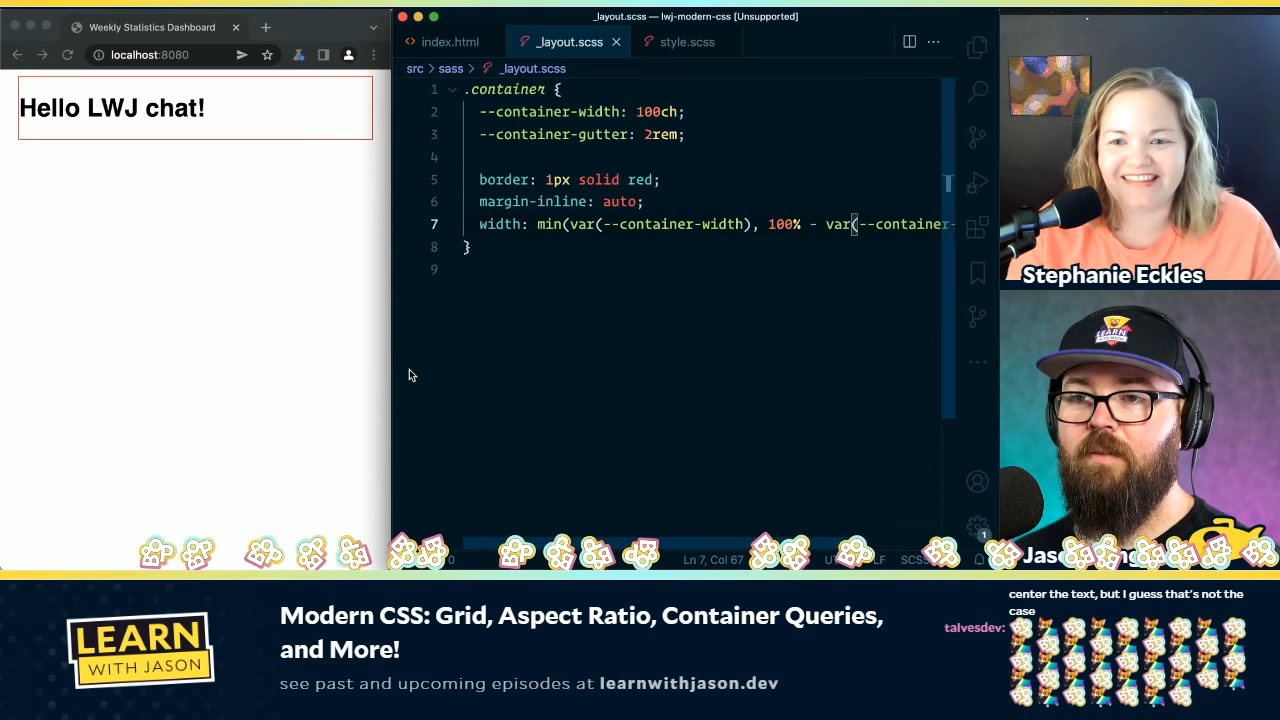 Weekly Statistics Dashboard
localhost:8080
Hello LWJ chat!
_layout.scss — lwj-modern-css [Unsupported]
index.html
_layout.scss
style.scss
src > sass > _layout.scss
1 .container {
2 --container-width: 100ch;
3 --container-gutter: 2rem;
4
5 border: 1px solid red;
6 margin-inline: auto;
7 width: min(var(--container-width), 100% - var(--container-
8 }
9
Ln 7, Col 67
1
Stephanie Eckles
LEARN
LEARN
WITH JASON
Modern CSS: Grid, Aspect Ratio, Container Queries,
and More!
see past and upcoming episodes at learnwithjason.dev
center the text, but I guess that's not the
case
talvesdev: